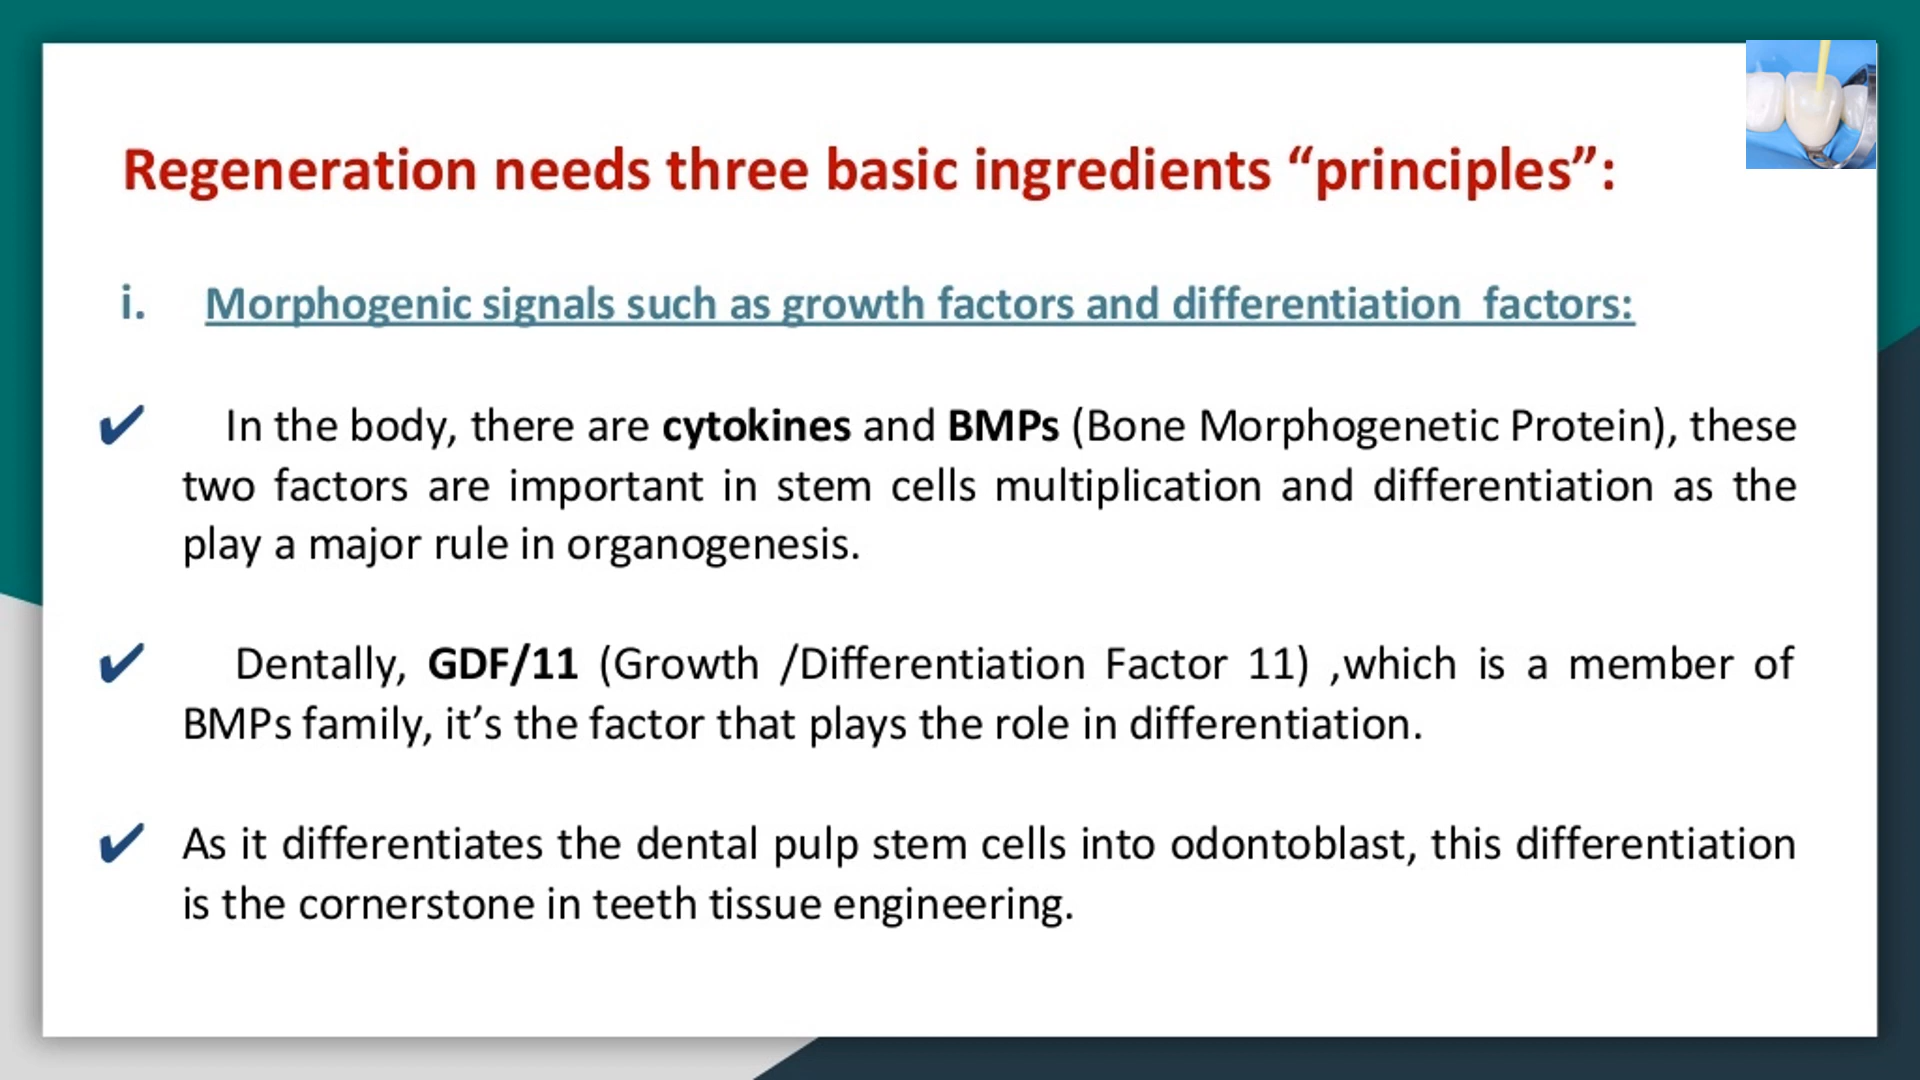 Regeneration needs three basic ingredients “principles”:
i. Morphogenic signals such as growth factors and differentiation factors:
✔ In the body, there are cytokines and BMPs (Bone Morphogenetic Protein), these
two factors are important in stem cells multiplication and differentiation as the
play a major rule in organogenesis.
✔ Dentally, GDF/11 (Growth /Differentiation Factor 11) ,which is a member of
BMPs family, it’s the factor that plays the role in differentiation.
✔ As it differentiates the dental pulp stem cells into odontoblast, this differentiation
is the cornerstone in teeth tissue engineering.